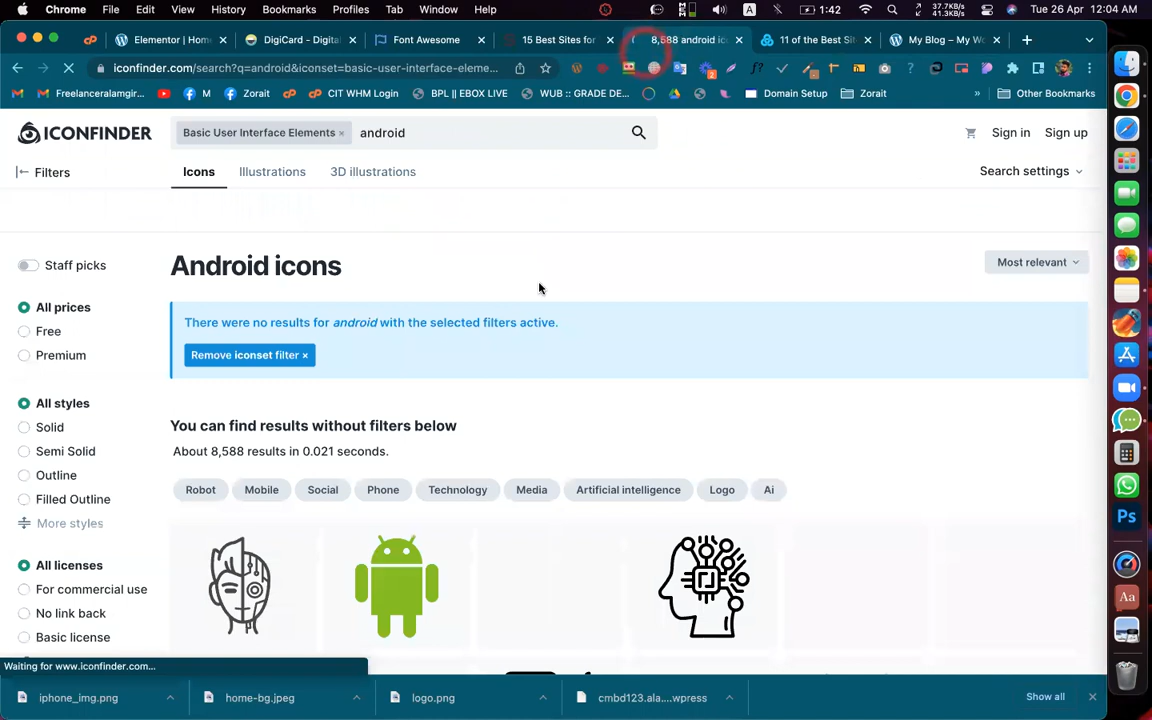 Chrome File Edit View History Bookmarks Profiles Tab Window Help A 1:42 37.7KB/s 41.3KB/s Tue 26 Apr 12:04 AM
Elementor | Hom DigiCard - Digita Font Awesome 15 Best Sites for 8,588 android ic 11 of the Best Sit My Blog – My W
iconfinder.com/search?q=android&iconset=basic-user-interface-eleme...
Freelanceralamgir... M Zorait CIT WHM Login BPL || EBOX LIVE WUB :: GRADE DE... Domain Setup Zorait » Other Bookmarks
ICONFINDER Basic User Interface Elements × android Sign in Sign up
Filters Icons Illustrations 3D illustrations Search settings
Staff picks
Android icons
Most relevant
All prices
Free
Premium
There were no results for android with the selected filters active.
Remove iconset filter ×
All styles
Solid
Semi Solid
Outline
Filled Outline
More styles
You can find results without filters below
About 8,588 results in 0.021 seconds.
Robot Mobile Social Phone Technology Media Artificial intelligence Logo Ai
All licenses
For commercial use
No link back
Basic license
Waiting for www.iconfinder.com...
iphone_img.png home-bg.jpeg logo.png cmbd123.ala....wpress Show all
Aa
Ps